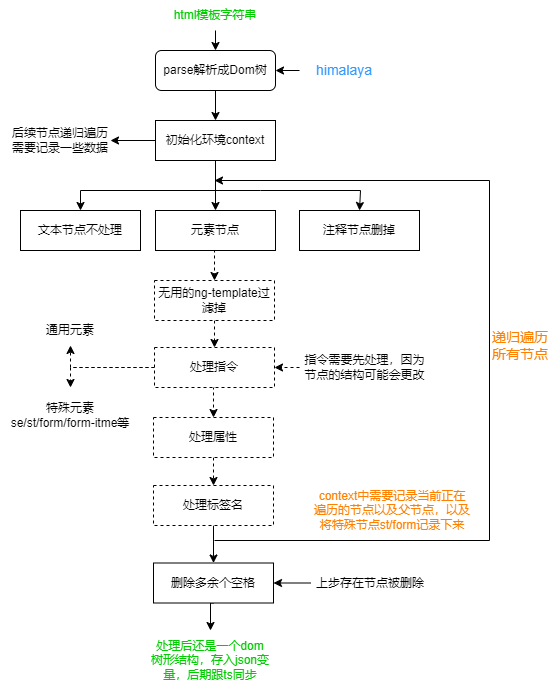 html模板字符串
parse解析成Dom树
himalaya
后续节点递归遍历
需要记录一些数据
初始化环境context
文本节点不处理
元素节点
注释节点删掉
无用的ng-template过
滤掉
通用元素
处理指令
指令需要先处理，因为
节点的结构可能会更改
递归遍历
所有节点
特殊元素
se/st/form/form-itme等
处理属性
处理标签名
context中需要记录当前正在
遍历的节点以及父节点，以及
将特殊节点st/form记录下来
删除多余个空格
上步存在节点被删除
处理后还是一个dom
树形结构，存入json变
量，后期跟ts同步